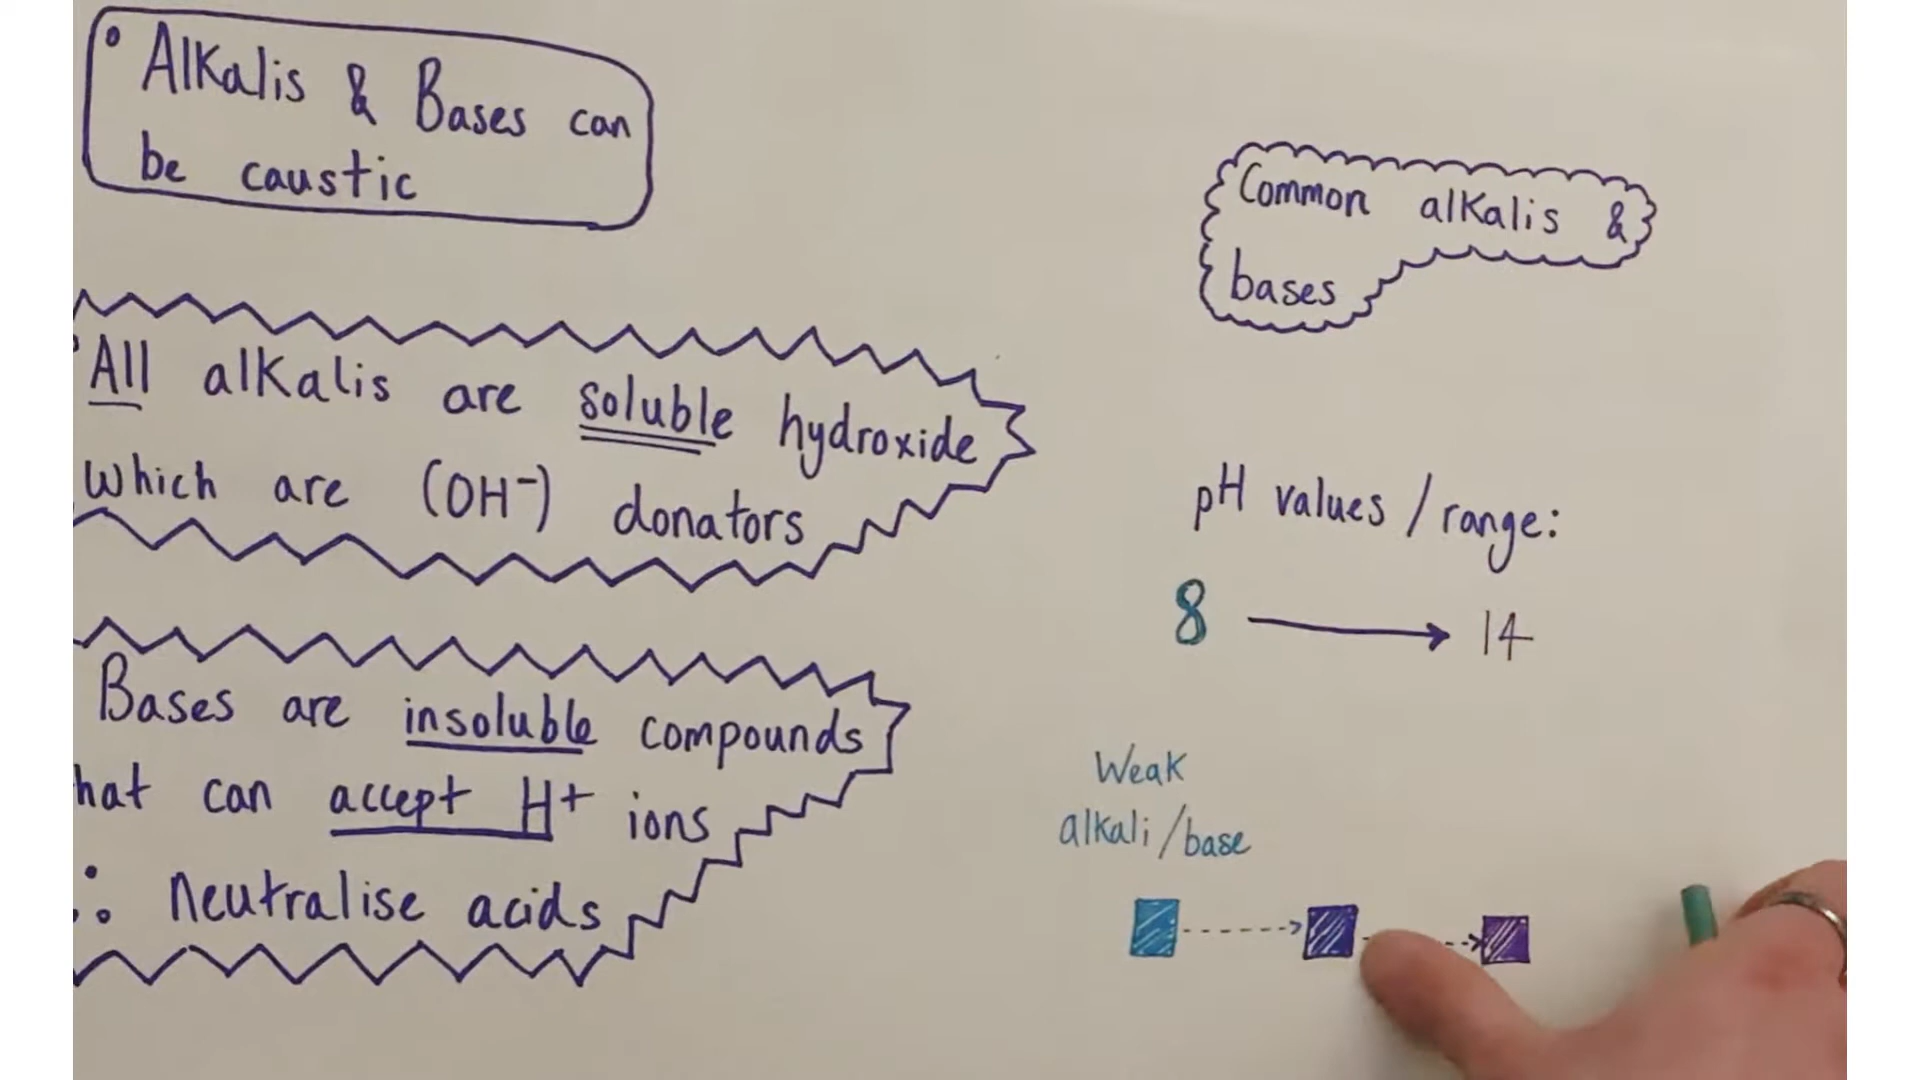 • Alkalis & Bases can
be caustic
All alkalis are soluble hydroxide
which are (OH⁻) donators
Bases are insoluble compounds
hat can accept H+ ions
∴ neutralise acids
Common alkalis &
bases
pH values / range:
8 → 14
Weak
alkali / base